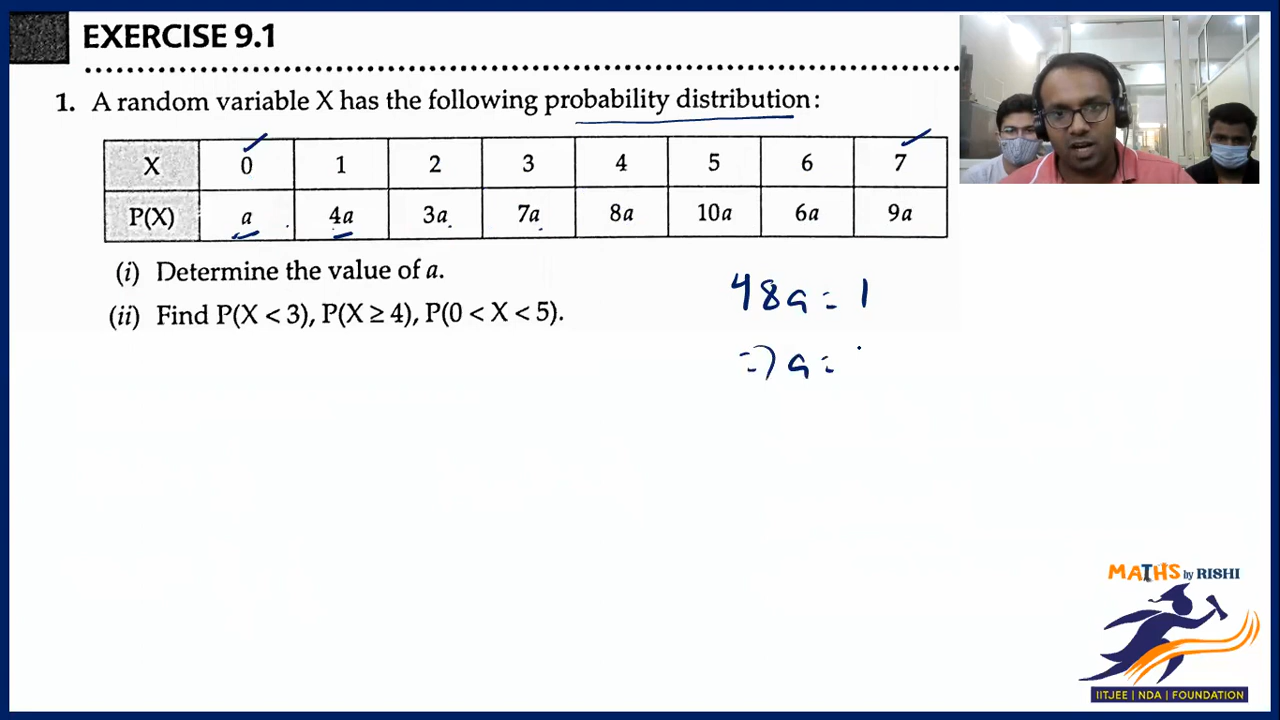 EXERCISE 9.1
1. A random variable X has the following probability distribution:
X 0 1 2 3 4 5 6 7
P(X) a 4a 3a 7a 8a 10a 6a 9a
(i) Determine the value of a.
(ii) Find P(X < 3), P(X ≥ 4), P(0 < X < 5).
48a = 1
⇒ a =
MATHS by RISHI
IITJEE | NDA | FOUNDATION